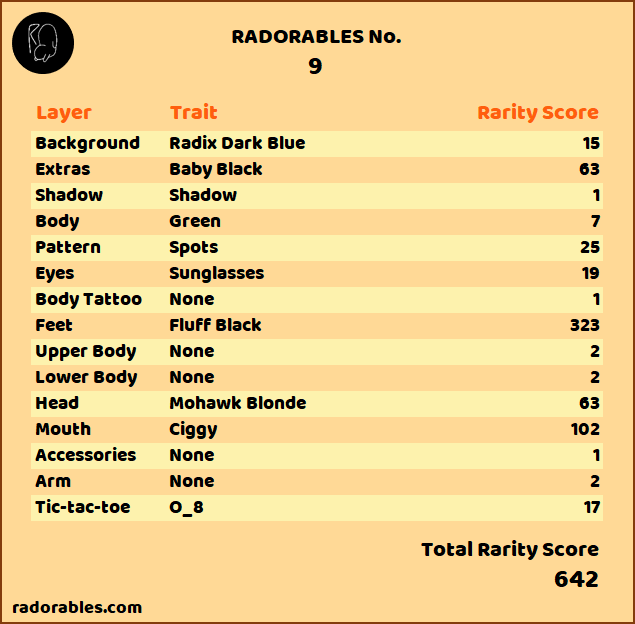 RADORABLES No.
9
Layer Trait Rarity Score
Background Radix Dark Blue 15
Extras Baby Black 63
Shadow Shadow 1
Body Green 7
Pattern Spots 25
Eyes Sunglasses 19
Body Tattoo None 1
Feet Fluff Black 323
Upper Body None 2
Lower Body None 2
Head Mohawk Blonde 63
Mouth Ciggy 102
Accessories None 1
Arm None 2
Tic-tac-toe O_8 17
Total Rarity Score
642
radorables.com